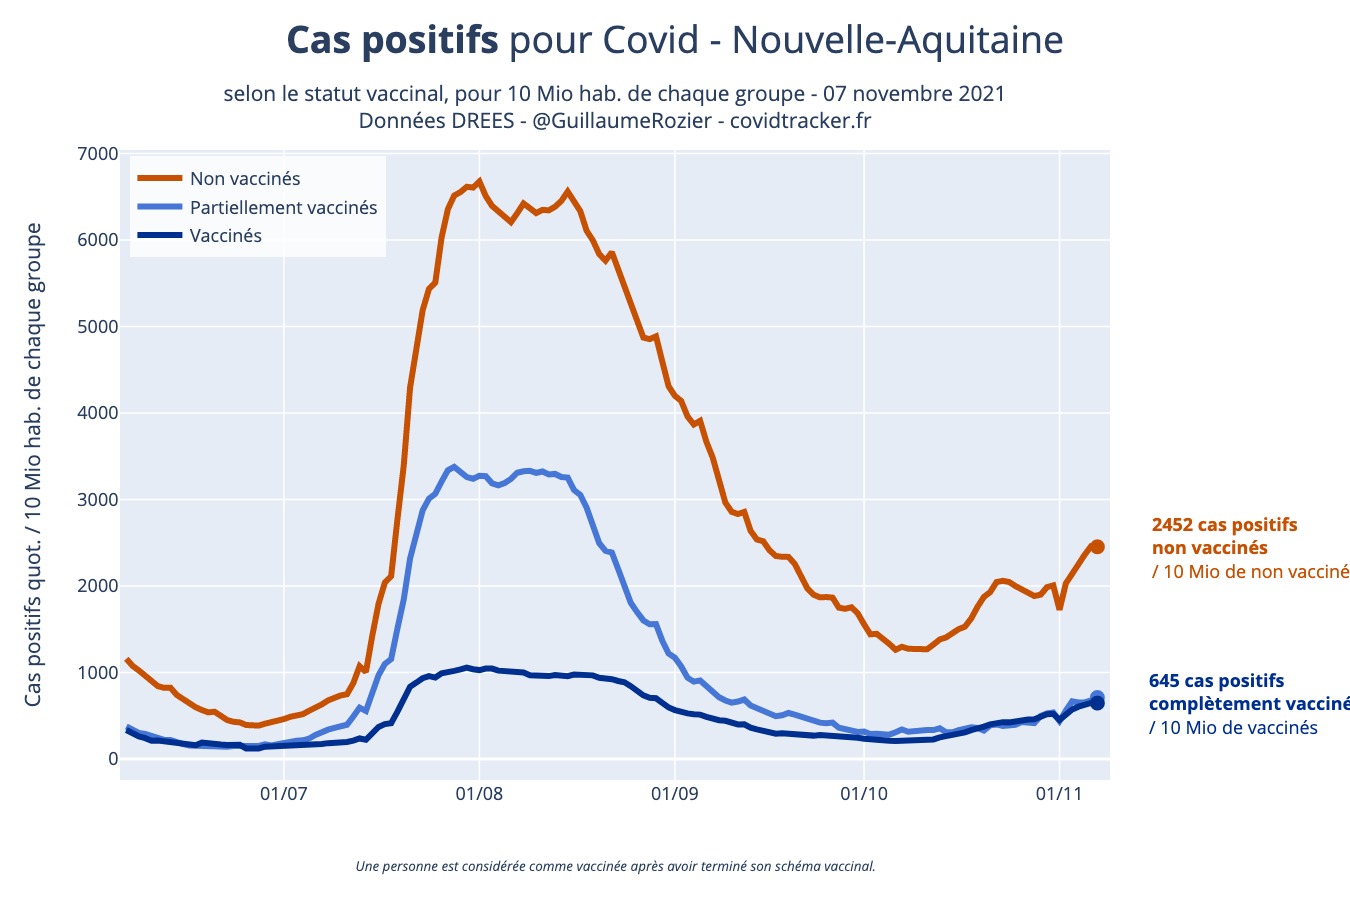 Cas positifs pour Covid - Nouvelle-Aquitaine
selon le statut vaccinal, pour 10 Mio hab. de chaque groupe - 07 novembre 2021
Données DREES - @GuillaumeRozier - covidtracker.fr
Cas positifs quot. / 10 Mio hab. de chaque groupe
7000
6000
5000
4000
3000
2000
1000
0
Non vaccinés
Partiellement vaccinés
Vaccinés
2452 cas positifs
non vaccinés
/ 10 Mio de non vacciné
645 cas positifs
complètement vacciné
/ 10 Mio de vaccinés
01/07
01/08
01/09
01/10
01/11
Une personne est considérée comme vaccinée après avoir terminé son schéma vaccinal.